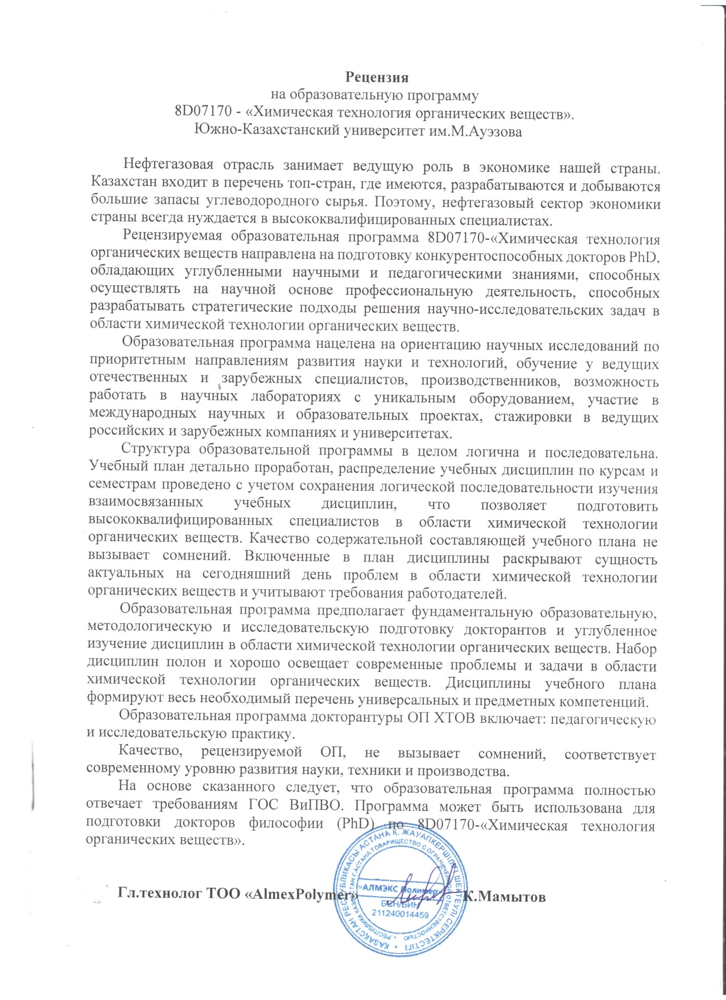 Рецензия
на образовательную программу
8D07170 - «Химическая технология органических веществ».
Южно-Казахстанский университет им.М.Ауэзова
Нефтегазовая отрасль занимает ведущую роль в экономике нашей страны.
Казахстан входит в перечень топ-стран, где имеются, разрабатываются и добываются
большие запасы углеводородного сырья. Поэтому, нефтегазовый сектор экономики
страны всегда нуждается в высококвалифицированных специалистах.
Рецензируемая образовательная программа 8D07170-«Химическая технология
органических веществ направлена на подготовку конкурентоспособных докторов PhD,
обладающих углубленными научными и педагогическими знаниями, способных
осуществлять на научной основе профессиональную деятельность, способных
разрабатывать стратегические подходы решения научно-исследовательских задач в
области химической технологии органических веществ.
Образовательная программа нацелена на ориентацию научных исследований по
приоритетным направлениям развития науки и технологий, обучение у ведущих
отечественных и зарубежных специалистов, производственников, возможность
работать в научных лабораториях с уникальным оборудованием, участие в
международных научных и образовательных проектах, стажировки в ведущих
российских и зарубежных компаниях и университетах.
Структура образовательной программы в целом логична и последовательна.
Учебный план детально проработан, распределение учебных дисциплин по курсам и
семестрам проведено с учетом сохранения логической последовательности изучения
взаимосвязанных учебных дисциплин, что позволяет подготовить
высококвалифицированных специалистов в области химической технологии
органических веществ. Качество содержательной составляющей учебного плана не
вызывает сомнений. Включенные в план дисциплины раскрывают сущность
актуальных на сегодняшний день проблем в области химической технологии
органических веществ и учитывают требования работодателей.
Образовательная программа предполагает фундаментальную образовательную,
методологическую и исследовательскую подготовку докторантов и углубленное
изучение дисциплин в области химической технологии органических веществ. Набор
дисциплин полон и хорошо освещает современные проблемы и задачи в области
химической технологии органических веществ. Дисциплины учебного плана
формируют весь необходимый перечень универсальных и предметных компетенций.
Образовательная программа докторантуры ОП ХТОВ включает: педагогическую
и исследовательскую практику.
Качество, рецензируемой ОП, не вызывает сомнений, соответствует
современному уровню развития науки, техники и производства.
На основе сказанного следует, что образовательная программа полностью
отвечает требованиям ГОС ВиПВО. Программа может быть использована для
подготовки докторов философии (PhD) по 8D07170-«Химическая технология
органических веществ».
Гл.технолог ТОО «AlmexPolymer» К.Мамытов
ҚАЗАҚСТАН РЕСПУБЛИКАСЫ АСТАНА Қ. ЖАУАПКЕРШІЛІГІ ШЕКТЕУЛІ СЕРІКТЕСТІГІ
РЕСПУБЛИКА КАЗАХСТАН Г.АСТАНА ТОВАРИЩЕСТВО С ОГРАНИЧЕННОЙ ОТВЕТСТВЕННОСТЬЮ
«АЛМЭКС Полимер»
БСН/БИН
211240014459